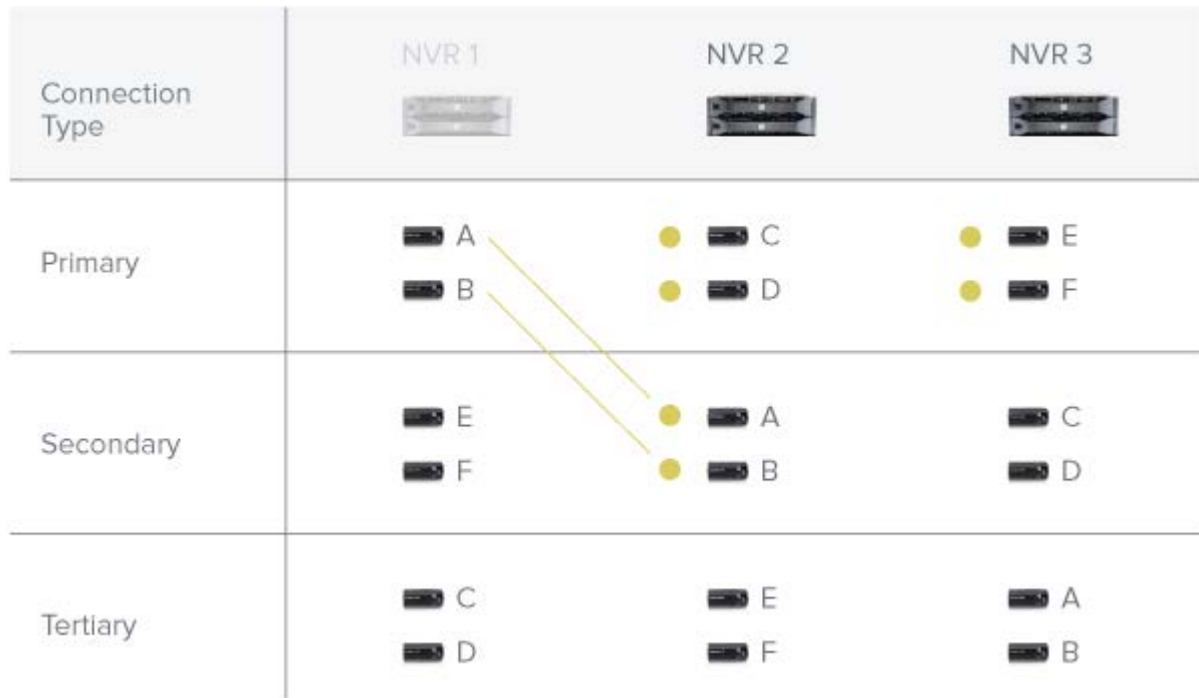 Connection
Type
NVR 1
NVR 2
NVR 3
Primary
A
C
E
B
D
F
Secondary
E
A
C
F
B
D
Tertiary
C
E
A
D
F
B